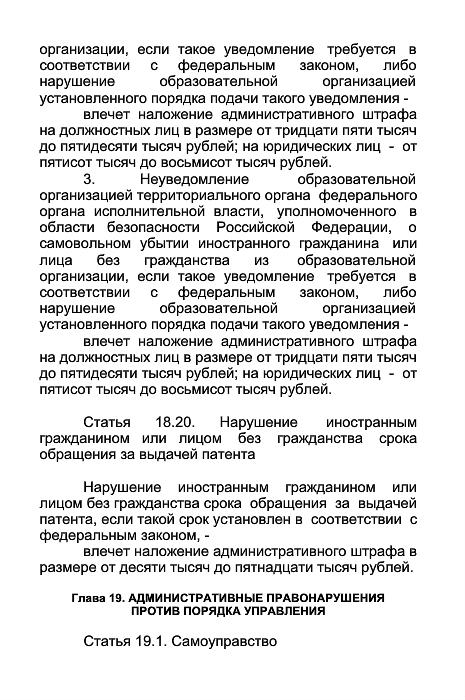 организации, если такое уведомление требуется в
соответствии с федеральным законом, либо
нарушение образовательной организацией
установленного порядка подачи такого уведомления -
влечет наложение административного штрафа
на должностных лиц в размере от тридцати пяти тысяч
до пятидесяти тысяч рублей; на юридических лиц - от
пятисот тысяч до восьмисот тысяч рублей.
3. Неуведомление образовательной
организацией территориального органа федерального
органа исполнительной власти, уполномоченного в
области безопасности Российской Федерации, о
самовольном убытии иностранного гражданина или
лица без гражданства из образовательной
организации, если такое уведомление требуется в
соответствии с федеральным законом, либо
нарушение образовательной организацией
установленного порядка подачи такого уведомления -
влечет наложение административного штрафа
на должностных лиц в размере от тридцати пяти тысяч
до пятидесяти тысяч рублей; на юридических лиц - от
пятисот тысяч до восьмисот тысяч рублей.
Статья 18.20. Нарушение иностранным
гражданином или лицом без гражданства срока
обращения за выдачей патента
Нарушение иностранным гражданином или
лицом без гражданства срока обращения за выдачей
патента, если такой срок установлен в соответствии с
федеральным законом, -
влечет наложение административного штрафа в
размере от десяти тысяч до пятнадцати тысяч рублей.
Глава 19. АДМИНИСТРАТИВНЫЕ ПРАВОНАРУШЕНИЯ
ПРОТИВ ПОРЯДКА УПРАВЛЕНИЯ
Статья 19.1. Самоуправство